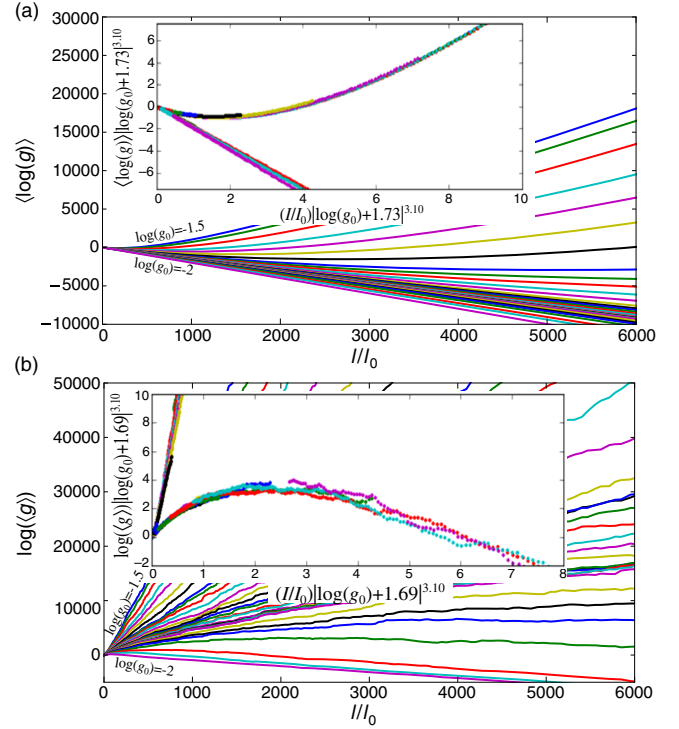 (a)
30000
25000
20000
15000
10000
5000
0
−5000
−10000
⟨log(g)⟩
0 1000 2000 3000 4000 5000 6000
I/I₀
log(g₀)=-1.5
log(g₀)=-2
6
4
2
0
−2
−4
−6
⟨log(g)⟩|log(g₀)+1.73|^3.10
0 2 4 6 8 10
(I/I₀)|log(g₀)+1.73|^3.10
(b)
50000
40000
30000
20000
10000
0
log(⟨g⟩)
0 1000 2000 3000 4000 5000 6000
I/I₀
log(g₀)=-1.5
log(g₀)=-2
10
8
6
4
2
0
−2
log(⟨g⟩)|log(g₀)+1.69|^3.10
0 1 2 3 4 5 6 7 8
(I/I₀)|log(g₀)+1.69|^3.10